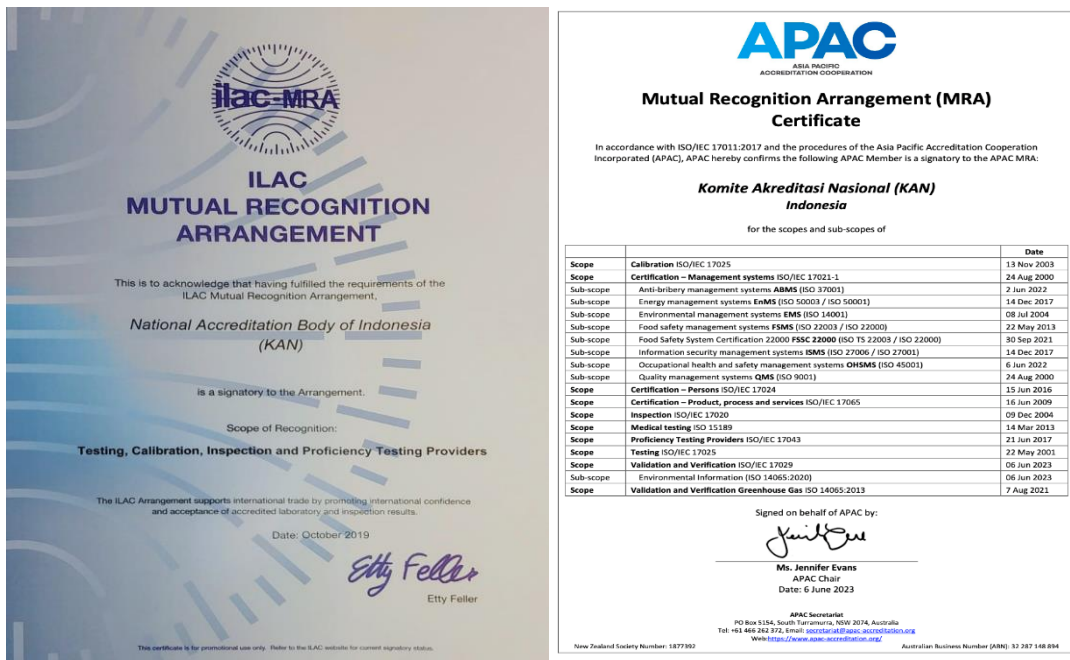 ilac-MRA
ILAC
MUTUAL RECOGNITION
ARRANGEMENT
This is to acknowledge that having fulfilled the requirements of the
ILAC Mutual Recognition Arrangement,
National Accreditation Body of Indonesia
(KAN)
is a signatory to the Arrangement.
Scope of Recognition:
Testing, Calibration, Inspection and Proficiency Testing Providers
The ILAC Arrangement supports international trade by promoting international confidence
and acceptance of accredited laboratory and inspection results.
Date: October 2019
Etty Feller
Etty Feller
This certificate is for promotional use only. Refer to the ILAC website for current signatory status.
APAC
ASIA PACIFIC
ACCREDITATION COOPERATION
Mutual Recognition Arrangement (MRA)
Certificate
In accordance with ISO/IEC 17011:2017 and the procedures of the Asia Pacific Accreditation Cooperation
Incorporated (APAC), APAC hereby confirms the following APAC Member is a signatory to the APAC MRA:
Komite Akreditasi Nasional (KAN)
Indonesia
for the scopes and sub-scopes of
Date
Scope Calibration ISO/IEC 17025 13 Nov 2003
Scope Certification – Management systems ISO/IEC 17021-1 24 Aug 2000
Sub-scope Anti-bribery management systems ABMS (ISO 37001) 2 Jun 2022
Sub-scope Energy management systems EnMS (ISO 50003 / ISO 50001) 14 Dec 2017
Sub-scope Environmental management systems EMS (ISO 14001) 08 Jul 2004
Sub-scope Food safety management systems FSMS (ISO 22003 / ISO 22000) 22 May 2013
Sub-scope Food Safety System Certification 22000 FSSC 22000 (ISO TS 22003 / ISO 22000) 30 Sep 2021
Sub-scope Information security management systems ISMS (ISO 27006 / ISO 27001) 14 Dec 2017
Sub-scope Occupational health and safety management systems OHSMS (ISO 45001) 6 Jun 2022
Sub-scope Quality management systems QMS (ISO 9001) 24 Aug 2000
Scope Certification – Persons ISO/IEC 17024 15 Jun 2016
Scope Certification – Product, process and services ISO/IEC 17065 16 Jun 2009
Scope Inspection ISO/IEC 17020 09 Dec 2004
Scope Medical testing ISO 15189 14 Mar 2013
Scope Proficiency Testing Providers ISO/IEC 17043 21 Jun 2017
Scope Testing ISO/IEC 17025 22 May 2001
Scope Validation and Verification ISO/IEC 17029 06 Jun 2023
Sub-scope Environmental Information (ISO 14065:2020) 06 Jun 2023
Scope Validation and Verification Greenhouse Gas ISO 14065:2013 7 Aug 2021
Signed on behalf of APAC by:
Ms. Jennifer Evans
APAC Chair
Date: 6 June 2023
APAC Secretariat
PO Box 5154, South Turramurra, NSW 2074, Australia
Tel: +61 466 262 372, Email: secretariat@apac-accreditation.org
Web:https://www.apac-accreditation.org/
New Zealand Society Number: 1877392 Australian Business Number (ABN): 32 287 148 894